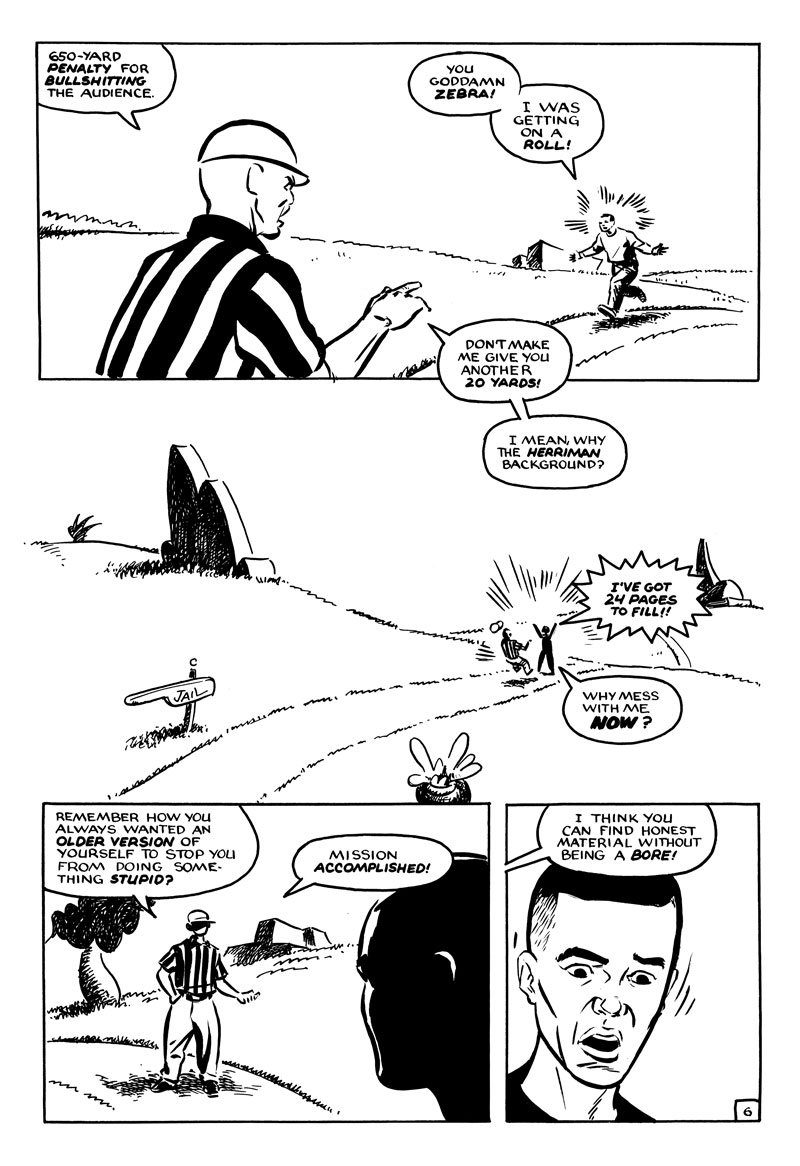 650-YARD
PENALTY FOR
BULLSHITTING
THE AUDIENCE.
YOU
GODDAMN
ZEBRA!
I WAS
GETTING
ON A
ROLL!
DON'T MAKE
ME GIVE YOU
ANOTHER
20 YARDS!
I MEAN, WHY
THE HERRIMAN
BACKGROUND?
I'VE GOT
24 PAGES
TO FILL!!
JAIL
WHY MESS
WITH ME
NOW?
REMEMBER HOW YOU
ALWAYS WANTED AN
OLDER VERSION OF
YOURSELF TO STOP YOU
FROM DOING SOME-
THING STUPID?
MISSION
ACCOMPLISHED!
I THINK YOU
CAN FIND HONEST
MATERIAL WITHOUT
BEING A BORE!
6